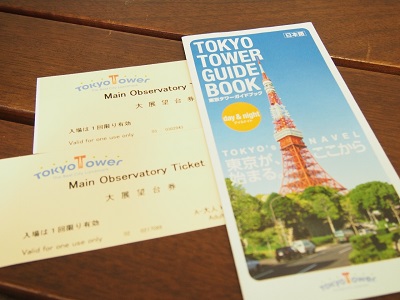 TOKYO Tower
Main Observatory T
大展望台券
入場は1回限り有効
Valid for one use only
TOKYO Tower
Main Observatory Ticket
大展望台券
入場は1回限り有効
Valid for one use only
日本語
TOKYO
TOWER
GUIDE
BOOK
東京タワーガイドブック
day & night
TOKYO's TRAVEL
東京が、ここから
始まる。
TOKYO Tower